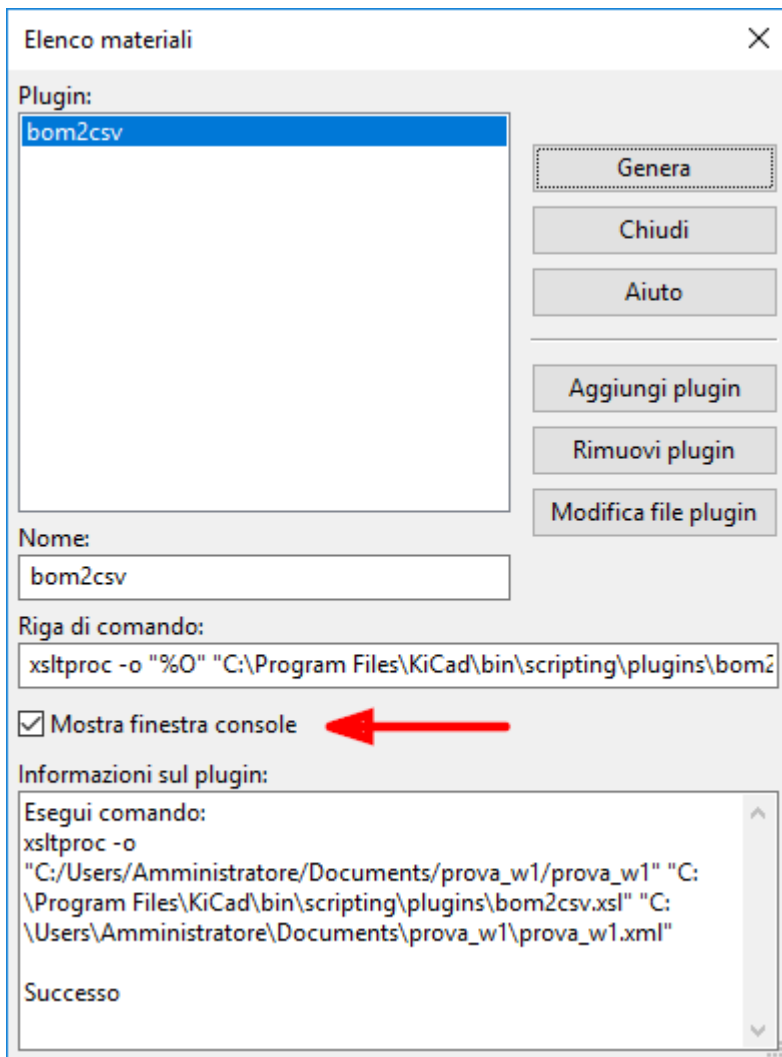 Elenco materiali
Plugin:
bom2csv
Genera
Chiudi
Aiuto
Aggiungi plugin
Rimuovi plugin
Modifica file plugin
Nome:
bom2csv
Riga di comando:
xsltproc -o "%O" "C:\Program Files\KiCad\bin\scripting\plugins\bom2
Mostra finestra console
Informazioni sul plugin:
Esegui comando:
xsltproc -o
"C:/Users/Amministratore/Documents/prova_w1/prova_w1" "C:
\Program Files\KiCad\bin\scripting\plugins\bom2csv.xsl" "C:
\Users\Amministratore\Documents\prova_w1\prova_w1.xml"
Successo